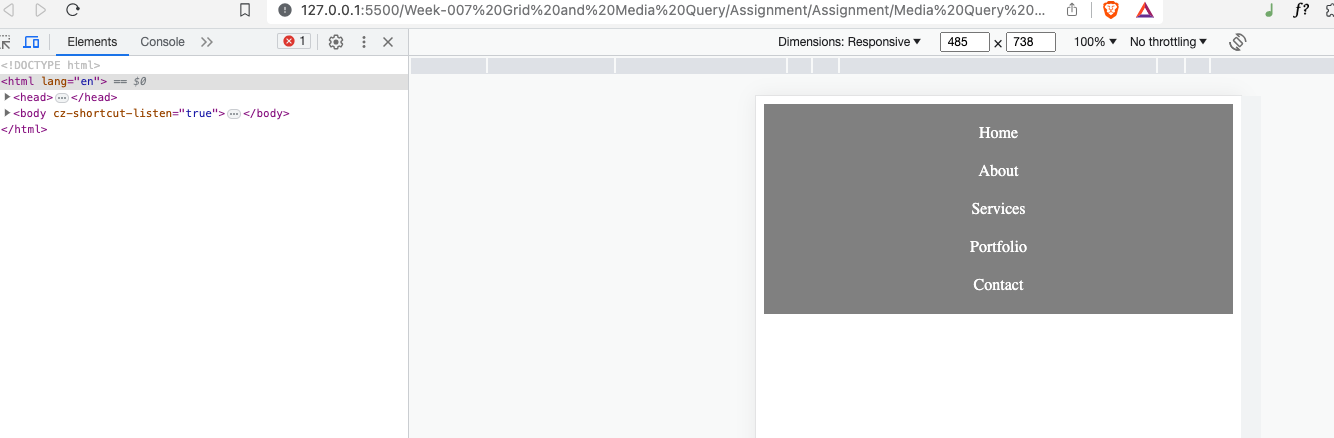 127.0.0.1:5500/Week-007%20Grid%20and%20Media%20Query/Assignment/Assignment/Media%20Query%20...
f?
Elements Console 1
Dimensions: Responsive 485 × 738 100% No throttling
<!DOCTYPE html>
<html lang="en"> == $0
<head>…</head>
<body cz-shortcut-listen="true">…</body>
</html>
Home
About
Services
Portfolio
Contact